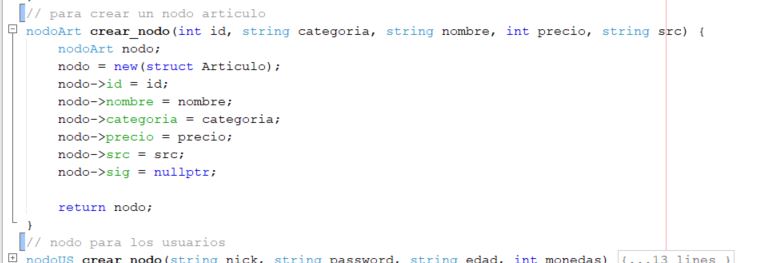 // para crear un nodo articulo
nodoArt crear_nodo(int id, string categoria, string nombre, int precio, string src) {
    nodoArt nodo;
    nodo = new(struct Articulo);
    nodo->id = id;
    nodo->nombre = nombre;
    nodo->categoria = categoria;
    nodo->precio = precio;
    nodo->src = src;
    nodo->sig = nullptr;

    return nodo;
}
// nodo para los usuarios
nodoUS crear_nodo(string nick, string password, string edad, int monedas) {...13 lines }